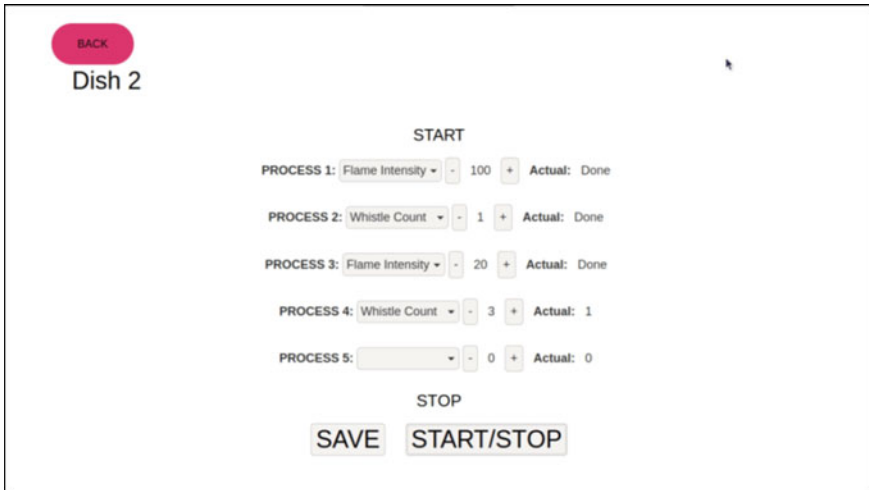 BACK
Dish 2
START
PROCESS 1: Flame Intensity - 100 + Actual: Done
PROCESS 2: Whistle Count - 1 + Actual: Done
PROCESS 3: Flame Intensity - 20 + Actual: Done
PROCESS 4: Whistle Count - 3 + Actual: 1
PROCESS 5: - 0 + Actual: 0
STOP
SAVE START/STOP